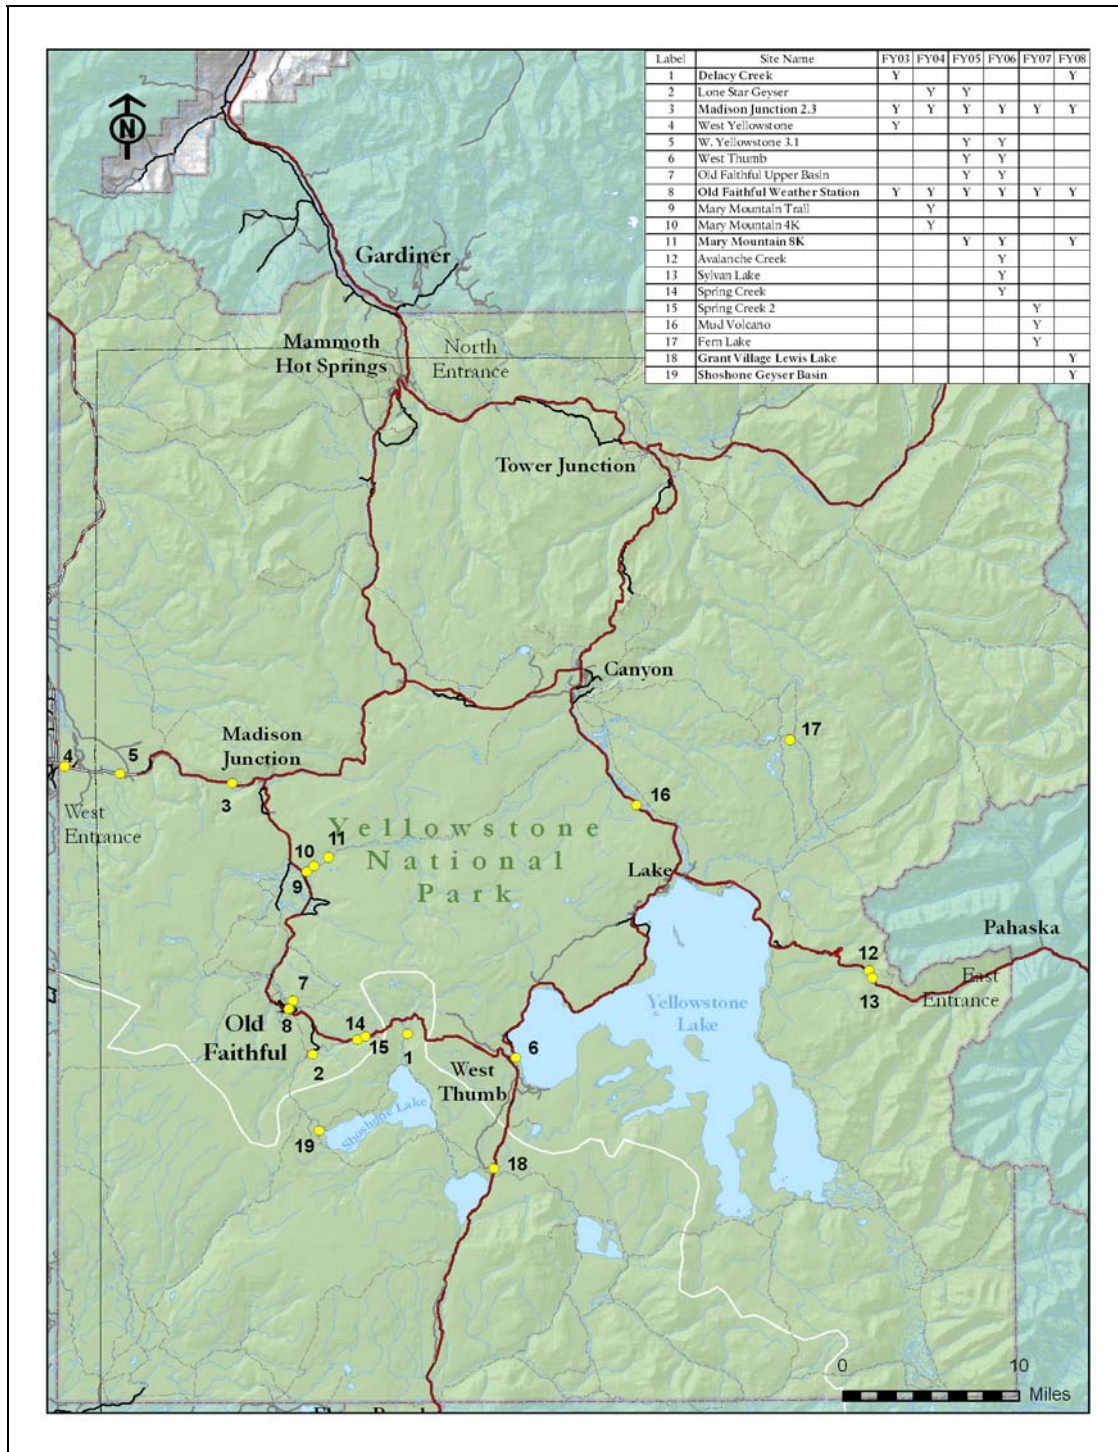 Label Site Name FY03 FY04 FY05 FY06 FY07 FY08
1 Delacy Creek Y Y
2 Lone Star Geyser Y Y
3 Madison Junction 2.3 Y Y Y Y Y Y
4 West Yellowstone Y
5 W. Yellowstone 3.1 Y Y
6 West Thumb Y Y
7 Old Faithful Upper Basin Y Y
8 Old Faithful Weather Station Y Y Y Y Y Y
9 Mary Mountain Trail Y
10 Mary Mountain 4K Y
11 Mary Mountain 8K Y Y Y
12 Avalanche Creek Y
13 Sylvan Lake Y
14 Spring Creek Y
15 Spring Creek 2 Y
16 Mud Volcano Y
17 Fern Lake Y
18 Grant Village Lewis Lake Y
19 Shoshone Geyser Basin Y
N
Gardiner
Mammoth
Hot Springs
North
Entrance
Tower Junction
Canyon
Madison
Junction
17
4
5
3
16
West
Entrance
10
11
9
Yellowstone
National
Park
Lake
Pahaska
12
13
East
Entrance
7
8
Old
Faithful
14
15
1
2
6
West
Thumb
Yellowstone
Lake
Shoshone Lake
19
18
0 10
Miles